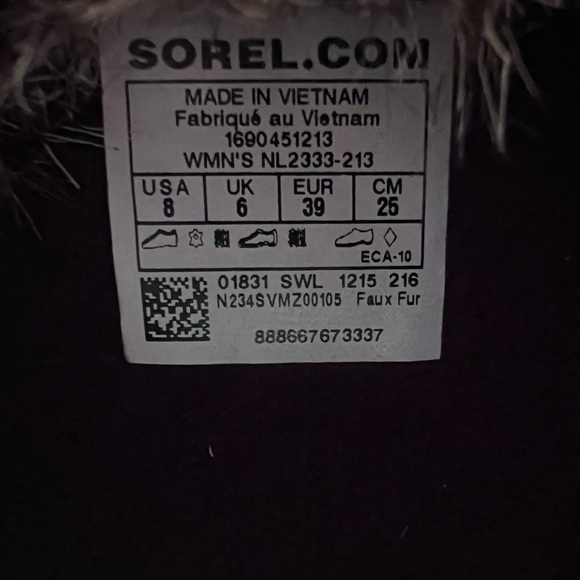 SOREL.COM
MADE IN VIETNAM
Fabriqué au Vietnam
1690451213
WMN'S NL2333-213
USA UK EUR CM
8 6 39 25
ECA-10
01831 SWL 1215 216
N234SVMZ00105 Faux Fur
888667673337